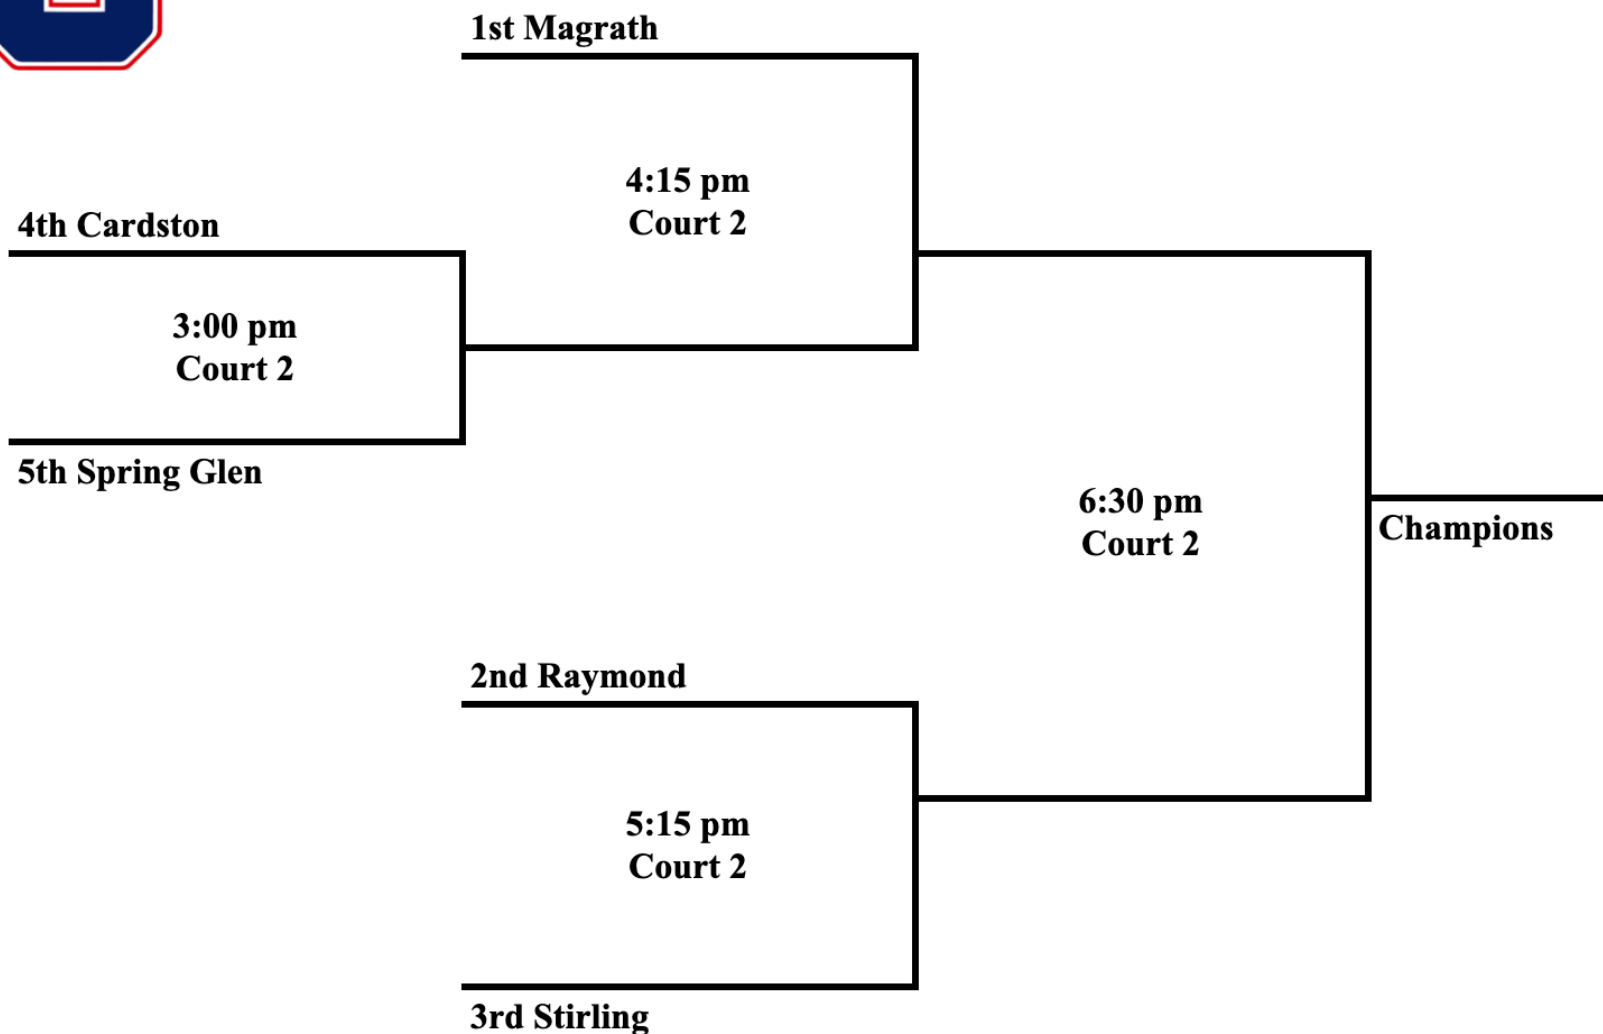 1st Magrath
4:15 pm
Court 2
4th Cardston
3:00 pm
Court 2
5th Spring Glen
6:30 pm
Court 2
Champions
2nd Raymond
5:15 pm
Court 2
3rd Stirling